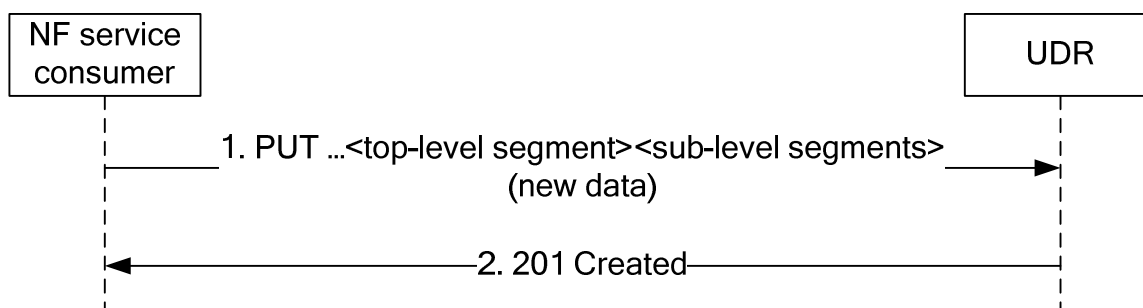 NF service
consumer
UDR
1. PUT ...<top-level segment><sub-level segments>
(new data)
2. 201 Created